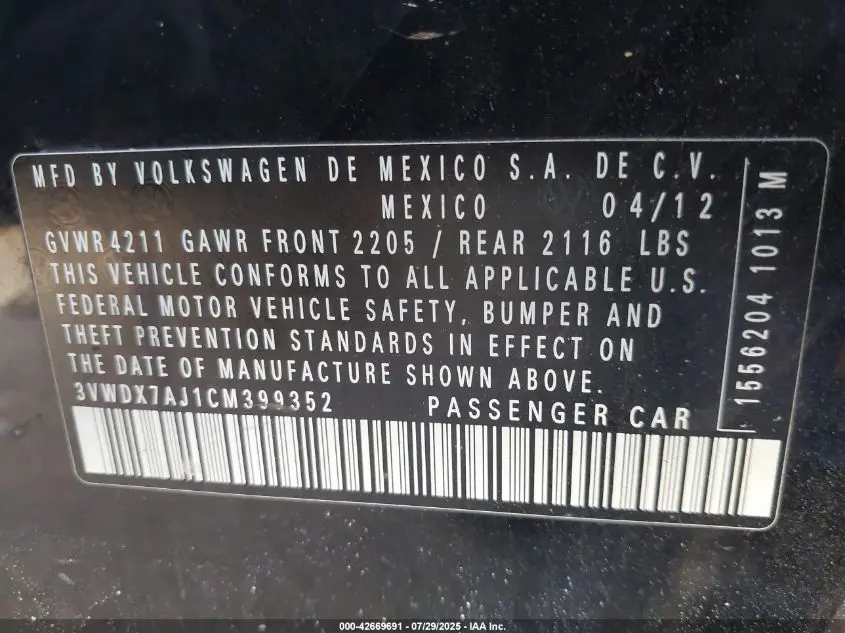 MFD BY VOLKSWAGEN DE MEXICO S.A. DE C.V.
MEXICO 04/12
GVWR 4211 GAWR FRONT 2205 / REAR 2116 LBS
THIS VEHICLE CONFORMS TO ALL APPLICABLE U.S.
FEDERAL MOTOR VEHICLE SAFETY, BUMPER AND
THEFT PREVENTION STANDARDS IN EFFECT ON
THE DATE OF MANUFACTURE SHOWN ABOVE.
3VWDX7AJ1CM399352 PASSENGER CAR
1556204 1013 M
000-42669691 / 07/29/2025 - IAA Inc.